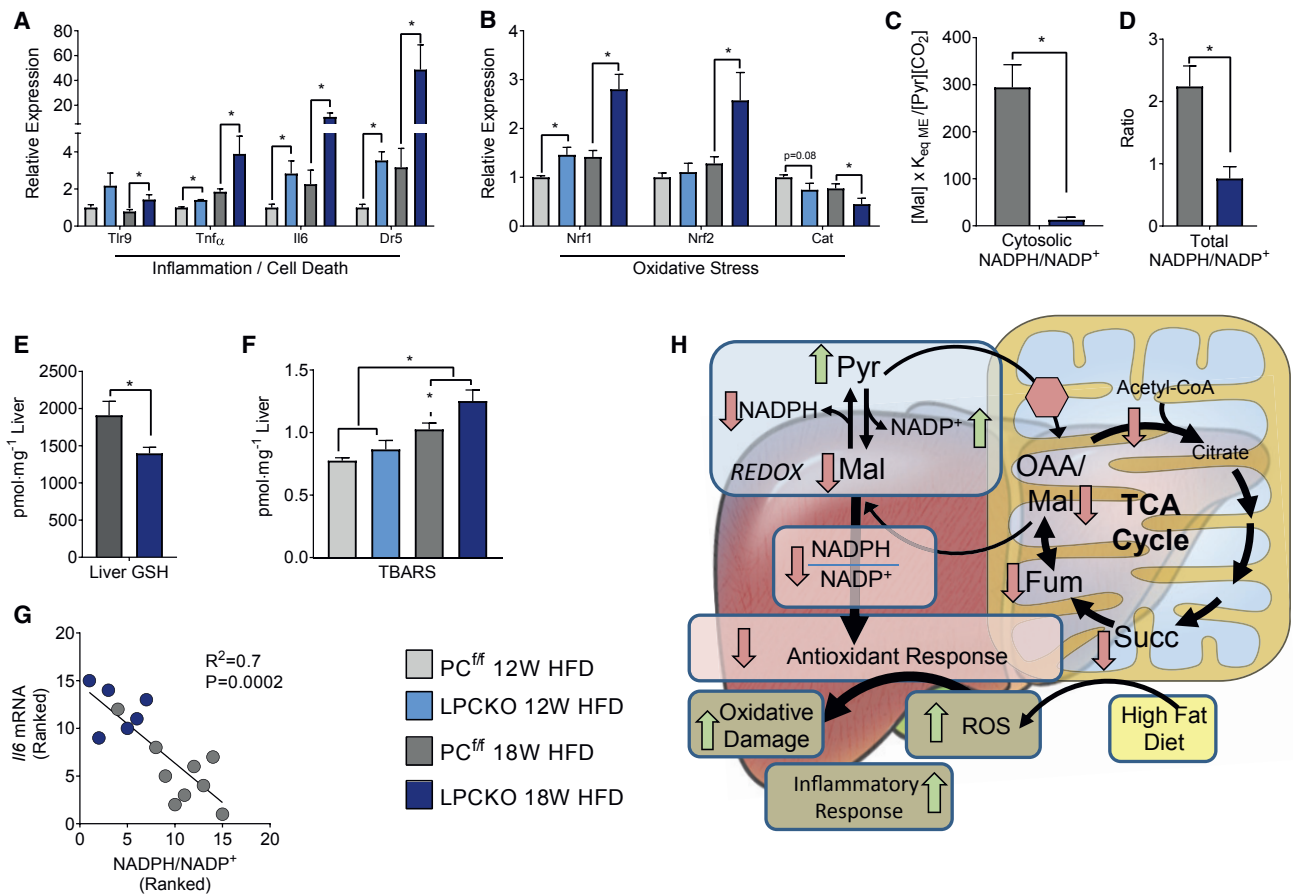 A
Relative Expression
80
60
40
20
6
4
2
0
*
*
*
*
*
*
*
Tlr9
Tnfα
Il6
Dr5
Inflammation / Cell Death
B
Relative Expression
4
3
2
1
0
*
*
*
p=0.08
*
Nrf1
Nrf2
Cat
Oxidative Stress
C
[Mal] x Keq ME /[Pyr][CO2]
400
300
200
100
0
*
Cytosolic
NADPH/NADP+
D
Ratio
3
2
1
0
*
Total
NADPH/NADP+
E
pmol·mg-1 Liver
2500
2000
1500
1000
500
0
*
Liver GSH
F
pmol·mg-1 Liver
1.5
1.0
0.5
0.0
*
*
TBARS
G
Il6 mRNA
(Ranked)
20
15
10
5
0
R2=0.7
P=0.0002
0
5
10
15
20
NADPH/NADP+
(Ranked)
PCf/f 12W HFD
LPCKO 12W HFD
PCf/f 18W HFD
LPCKO 18W HFD
H
Pyr
NADPH
NADP+
REDOX
Mal
NADPH
NADP+
Antioxidant Response
Oxidative
Damage
ROS
High Fat
Diet
Inflammatory
Response
Acetyl-CoA
Citrate
OAA/
Mal
TCA
Cycle
Fum
Succ